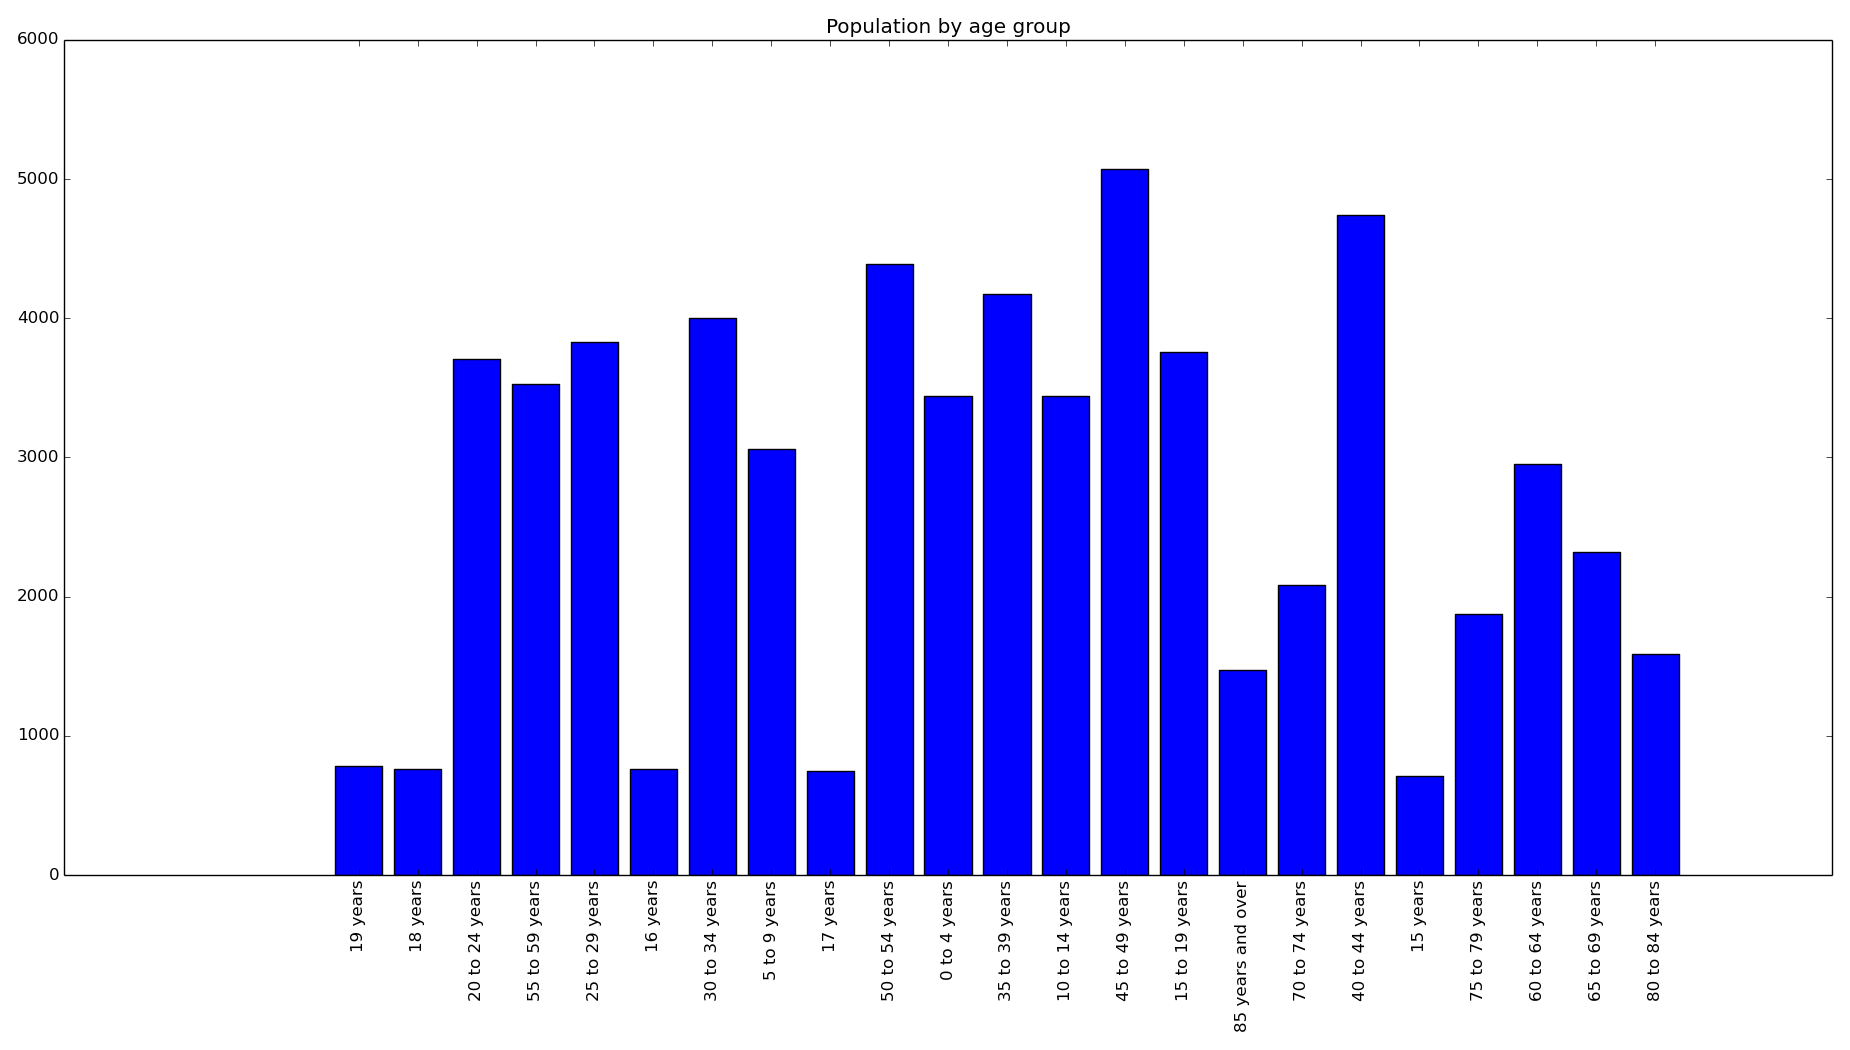 Population by age group
6000
5000
4000
3000
2000
1000
0
19 years
18 years
20 to 24 years
55 to 59 years
25 to 29 years
16 years
30 to 34 years
5 to 9 years
17 years
50 to 54 years
0 to 4 years
35 to 39 years
10 to 14 years
45 to 49 years
15 to 19 years
85 years and over
70 to 74 years
40 to 44 years
15 years
75 to 79 years
60 to 64 years
65 to 69 years
80 to 84 years